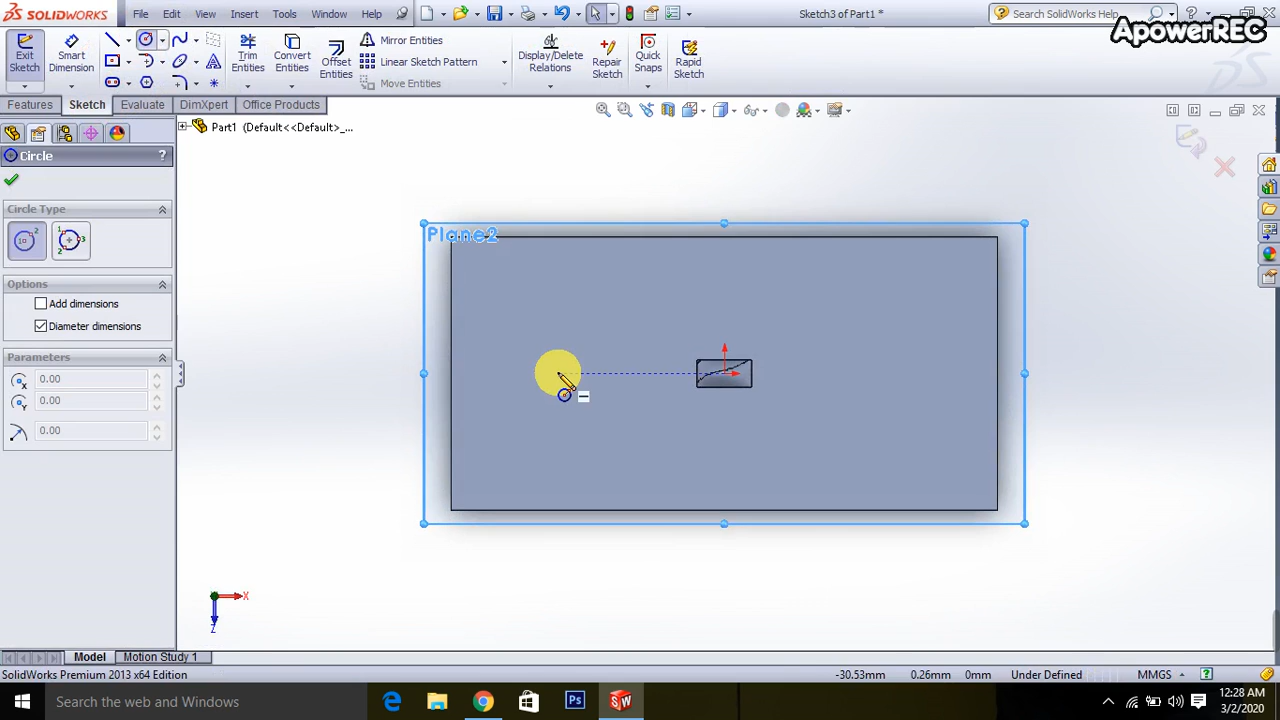 SOLIDWORKS File Edit View Insert Tools Window Help Sketch3 of Part1 * Search SolidWorks Help
ApowerREC
Exit Sketch Smart Dimension Trim Entities Convert Entities Offset Entities Mirror Entities Linear Sketch Pattern Move Entities Display/Delete Relations Repair Sketch Quick Snaps Rapid Sketch
Features Sketch Evaluate DimXpert Office Products
Part1 (Default<<Default>_...
Circle ?
Circle Type
Plane2
Options
Add dimensions
Diameter dimensions
Parameters
0.00
0.00
0.00
X
Z
Model Motion Study 1
SolidWorks Premium 2013 x64 Edition -30.53mm 0.26mm 0mm Under Defined MMGS
Search the web and Windows 12:28 AM
3/2/2020